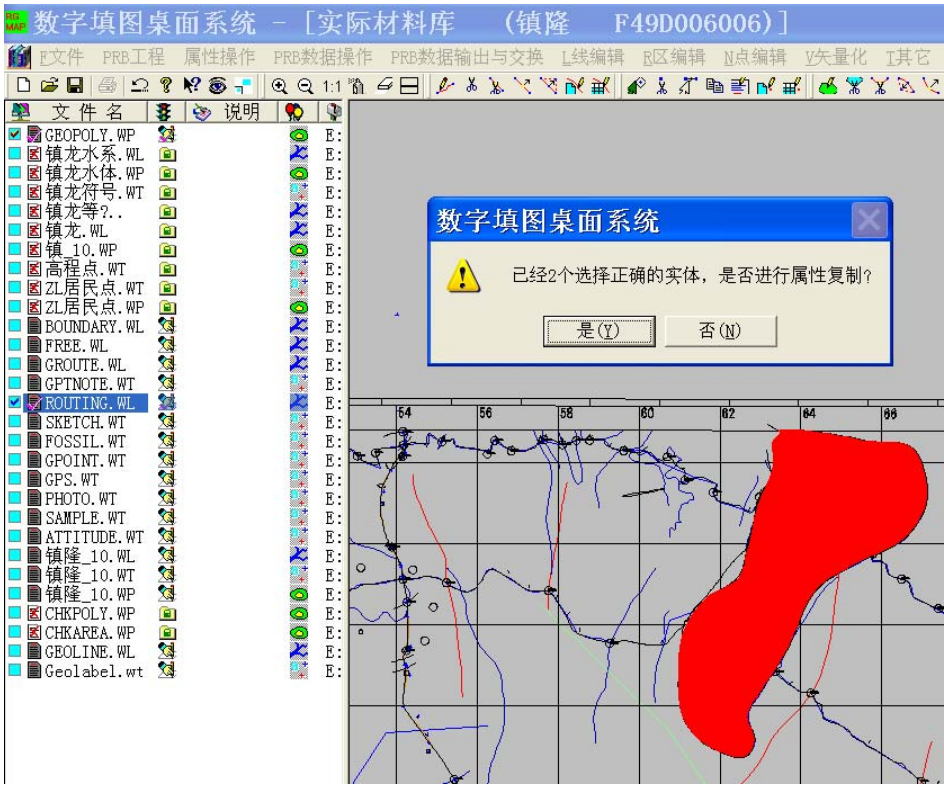 RG MAP 数字填图桌面系统 - [实际材料库 (镇隆 F49D006006)]
F文件 PRB工程 属性操作 PRB数据操作 PRB数据输出与交换 L线编辑 R区编辑 N点编辑 V矢量化 I其它
1:1
文件名 说明
GEOPOLY.WP E:
镇龙水系.WL E:
镇龙水体.WP E:
镇龙符号.WT E:
镇龙等?.. E:
镇龙.WL E:
镇_10.WP E:
高程点.WT E:
ZL居民点.WT E:
ZL居民点.WP E:
BOUNDARY.WL E:
FREE.WL E:
GROUTE.WL E:
GPTNOTE.WT E:
ROUTING.WL E:
SKETCH.WT E:
FOSSIL.WT E:
GPOINT.WT E:
GPS.WT E:
PHOTO.WT E:
SAMPLE.WT E:
ATTITUDE.WT E:
镇隆_10.WL E:
镇隆_10.WT E:
镇隆_10.WP E:
CHKPOLY.WP E:
CHKAREA.WP E:
GEOLINE.WL E:
Geolabel.wt E:
数字填图桌面系统
已经2个选择正确的实体，是否进行属性复制?
是(Y) 否(N)
54 56 58 60 62 64 66